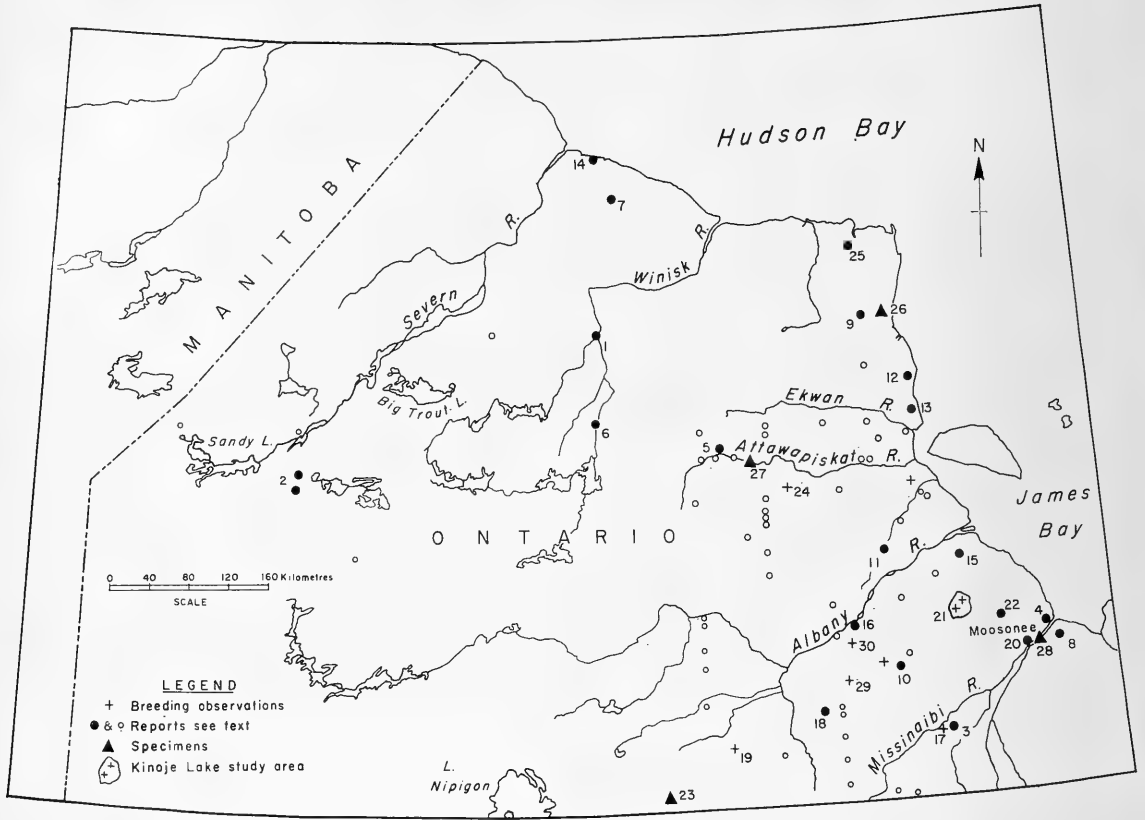 Hudson Bay
N
MANITOBA
14
7
R.
R.
Winisk
25
Severn
9
26
1
12
Big Trout L.
13
Ekwan R.
6
Sandy L.
5
Attawapiskat R.
2
27
24
James Bay
ONTARIO
11
R.
15
0 40 80 120 160 Kilometres
SCALE
21
22
4
Albany
16
Moosonee
8
30
20
28
10
29
LEGEND
+ Breeding observations
● & ○ Reports see text
▲ Specimens
Kinoje Lake study area
R.
18
Missinaibi
17
3
19
L. Nipigon
23